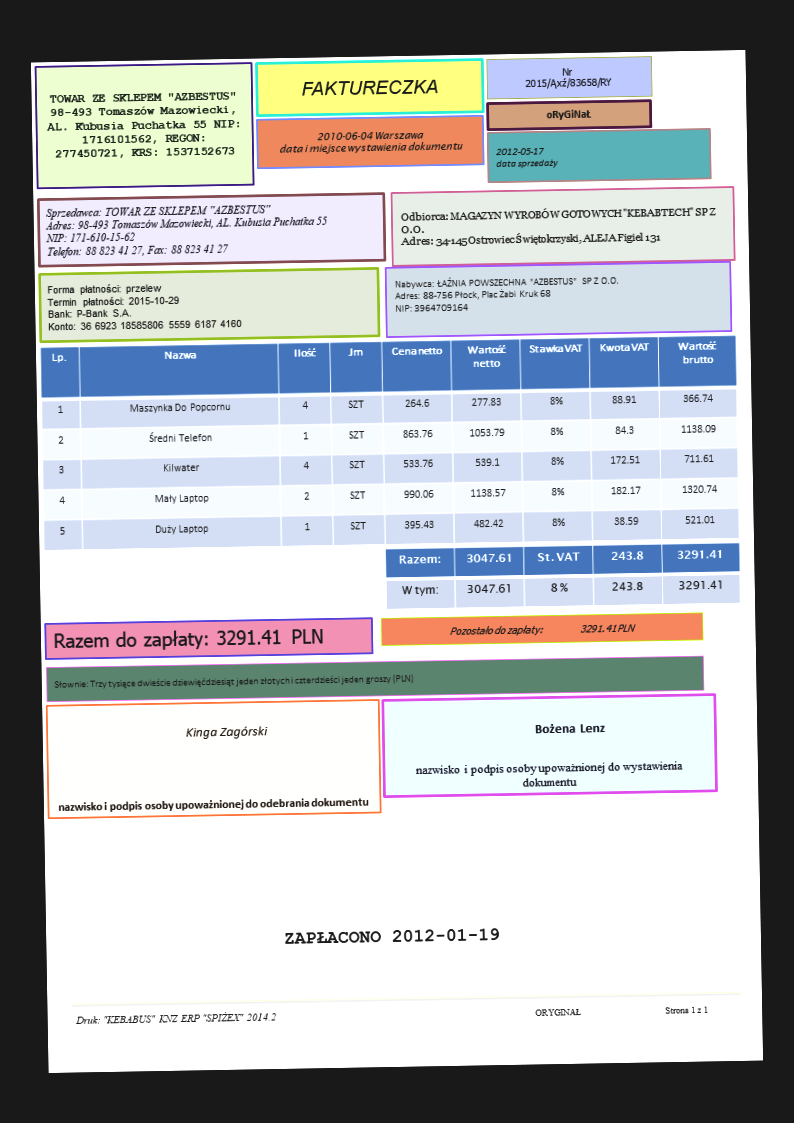 TOWAR ZE SKLEPEM "AZBESTUS"
98-493 Tomaszów Mazowiecki,
AL. Kubusia Puchatka 55 NIP:
1716101562, REGON:
277450721, KRS: 1537152673
FAKTURECZKA
2010-06-04 Warszawa
data i miejsce wystawienia dokumentu
Nr
2015/Axż/83658/RY
oRyGiNaŁ
2012-05-17
data sprzedaży
Sprzedawca: TOWAR ZE SKLEPEM "AZBESTUS"
Adres: 98-493 Tomaszów Mazowiecki, AL. Kubusia Puchatka 55
NIP: 171-610-15-62
Telefon: 88 823 41 27, Fax: 88 823 41 27
Odbiorca: MAGAZYN WYROBÓW GOTOWYCH "KEBABTECH" SP Z
O.O.
Adres: 34-145 Ostrowiec Świętokrzyski, ALEJA Figiel 131
Forma płatności: przelew
Termin płatności: 2015-10-29
Bank: P-Bank S.A.
Konto: 36 6923 18585806 5559 6187 4160
Nabywca: ŁAŹNIA POWSZECHNA "AZBESTUS" SP Z O.O.
Adres: 88-756 Płock, Plac Żabi Kruk 68
NIP: 3964709164
Lp. Nazwa Ilość Jm Cena netto Wartość netto Stawka VAT Kwota VAT Wartość brutto
1 Maszynka Do Popcornu 4 SZT 264.6 277.83 8% 88.91 366.74
2 Średni Telefon 1 SZT 863.76 1053.79 8% 84.3 1138.09
3 Kilwater 4 SZT 533.76 539.1 8% 172.51 711.61
4 Mały Laptop 2 SZT 990.06 1138.57 8% 182.17 1320.74
5 Duży Laptop 1 SZT 395.43 482.42 8% 38.59 521.01
Razem: 3047.61 St. VAT 243.8 3291.41
W tym: 3047.61 8% 243.8 3291.41
Razem do zapłaty: 3291.41 PLN
Pozostało do zapłaty: 3291.41 PLN
Słownie: Trzy tysiące dwieście dziewięćdziesiąt jeden złotych i czterdzieści jeden groszy (PLN)
Kinga Zagórski
nazwisko i podpis osoby upoważnionej do odebrania dokumentu
Bożena Lenz
nazwisko i podpis osoby upoważnionej do wystawienia
dokumentu
ZAPŁACONO 2012-01-19
Druk: "KEBABUS" KNZ ERP "SPIŻEX" 2014.2
ORYGINAŁ
Strona 1 z 1